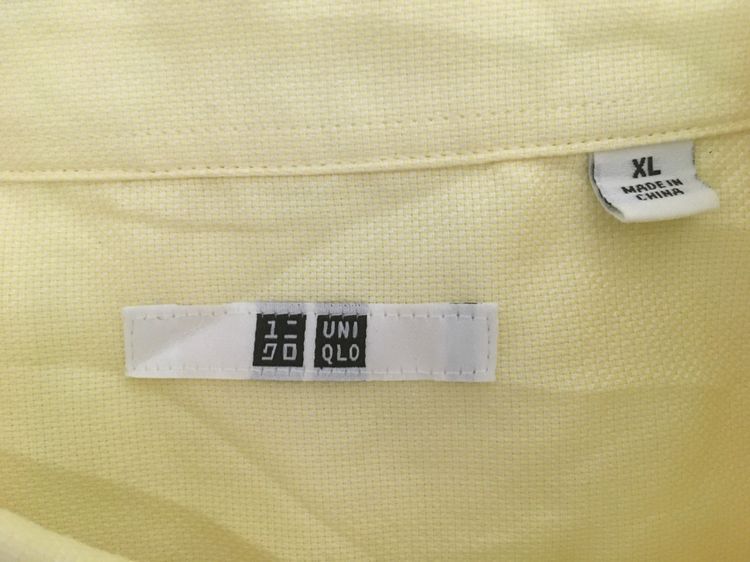 XL
MADE IN
CHINA
ユニ
クロ
UNI
QLO